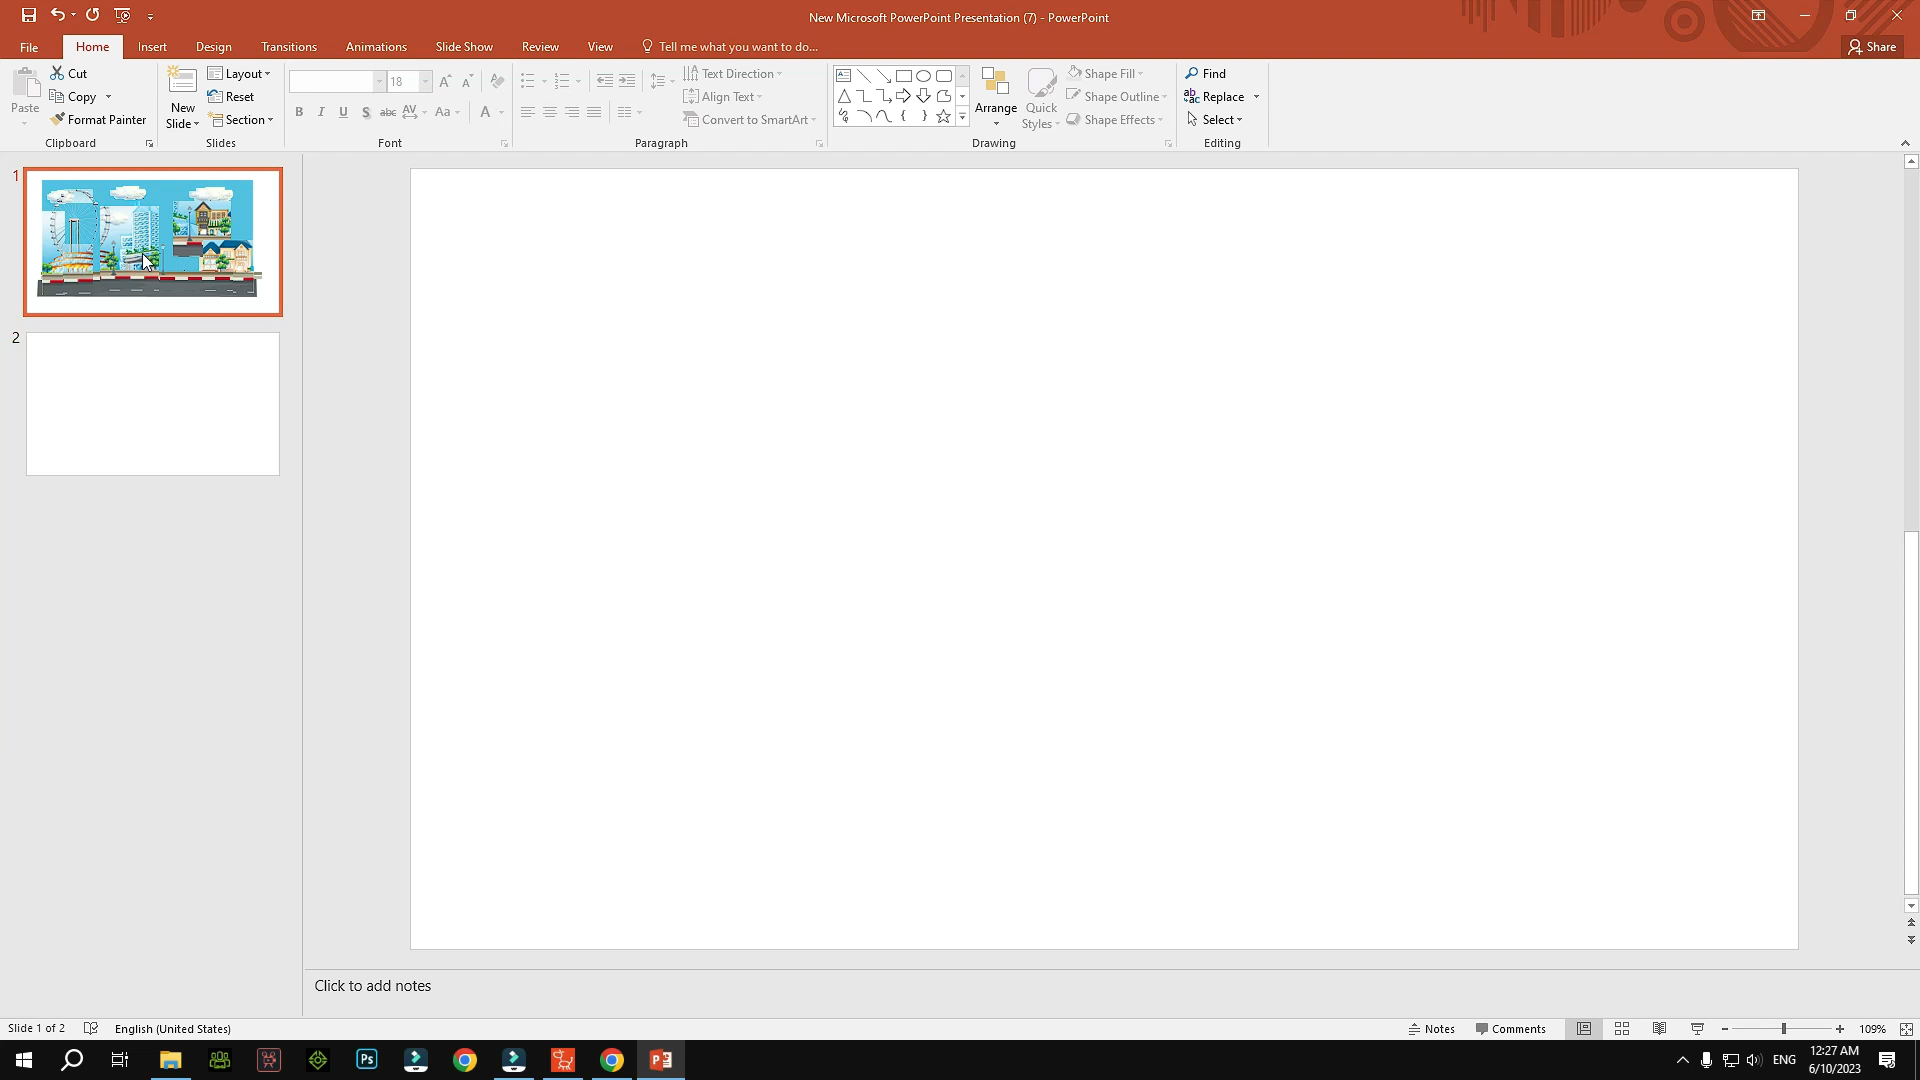 New Microsoft PowerPoint Presentation (7) - PowerPoint
File Home Insert Design Transitions Animations Slide Show Review View Tell me what you want to do... Share
Paste Cut Copy Format Painter
Clipboard
New Slide Layout Reset Section
Slides
18
B I U S abc AV Aa A
Font
Text Direction
Align Text
Convert to SmartArt
Paragraph
Arrange
Quick Styles
Shape Fill
Shape Outline
Shape Effects
Drawing
Find
Replace
Select
Editing
1
2
Click to add notes
Slide 1 of 2 English (United States) Notes Comments 109%
Ps
ENG
12:27 AM
6/10/2023